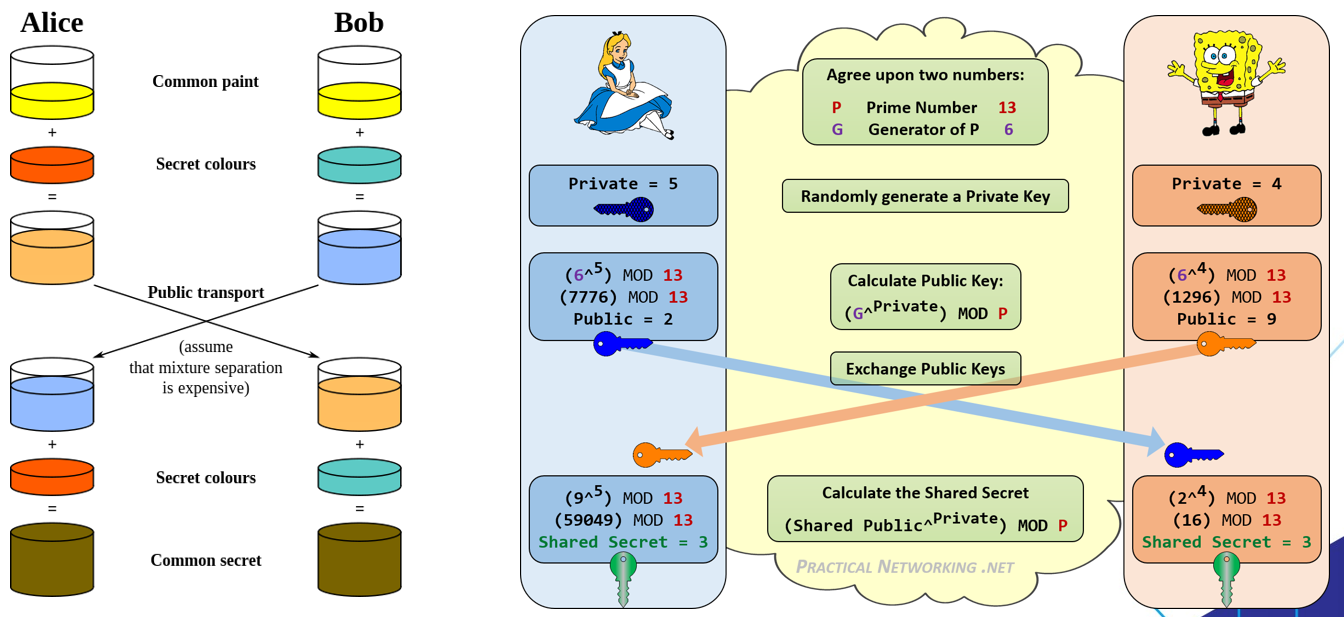 Alice
Bob
Common paint
+
+
Secret colours
=
=
Public transport
(assume
that mixture separation
is expensive)
+
+
Secret colours
=
=
Common secret
Agree upon two numbers:
P Prime Number 13
G Generator of P 6
Private = 5
Randomly generate a Private Key
Private = 4
(6^5) MOD 13
(7776) MOD 13
Public = 2
Calculate Public Key:
(G^Private) MOD P
(6^4) MOD 13
(1296) MOD 13
Public = 9
Exchange Public Keys
(9^5) MOD 13
(59049) MOD 13
Shared Secret = 3
Calculate the Shared Secret
(Shared Public^Private) MOD P
(2^4) MOD 13
(16) MOD 13
Shared Secret = 3
PRACTICAL NETWORKING .NET